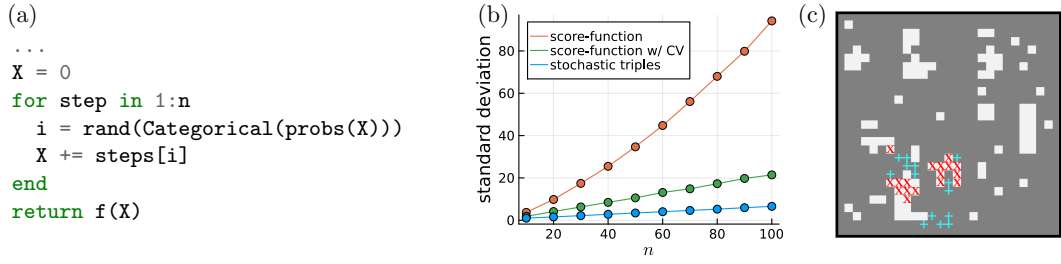 (a)
...
X = 0
for step in 1:n
i = rand(Categorical(probs(X)))
X += steps[i]
end
return f(X)
(b)
score-function
score-function w/ CV
stochastic triples
standard deviation
80
60
40
20
0
20
40
60
80
100
n
(c)